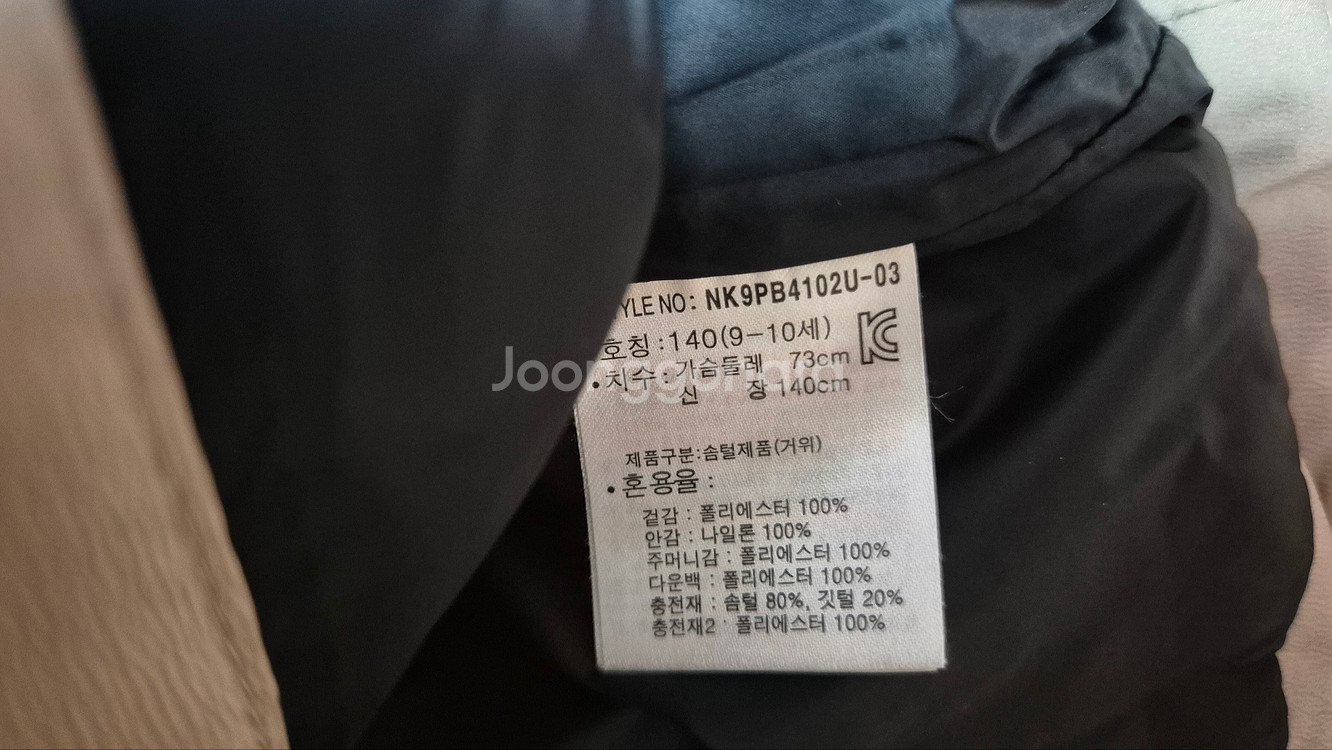 YLE NO: NK9PB4102U-03
호칭 : 140(9-10세)
• 치수 : 가슴둘레 73cm
신 장 140cm
제품구분:솜털제품(거위)
• 혼용율 :
겉감 : 폴리에스터 100%
안감 : 나일론 100%
주머니감 : 폴리에스터 100%
다운백 : 폴리에스터 100%
충전재 : 솜털 80%, 깃털 20%
충전재2 : 폴리에스터 100%
Joonggonara